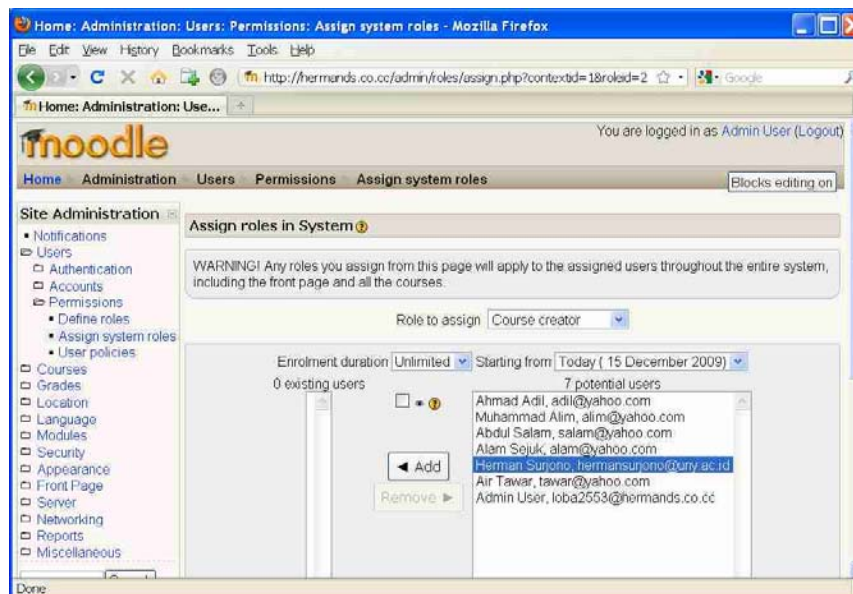 Home: Administration: Users: Permissions: Assign system roles - Mozilla Firefox
File Edit View History Bookmarks Tools Help
http://hermands.co.cc/admin/roles/assign.php?contextid=1&roleid=2 Google
Home: Administration: Use...
moodle
You are logged in as Admin User (Logout)
Home Administration Users Permissions Assign system roles Blocks editing on
Site Administration
Notifications
Users
Authentication
Accounts
Permissions
Define roles
Assign system roles
User policies
Courses
Grades
Location
Language
Modules
Security
Appearance
Front Page
Server
Networking
Reports
Miscellaneous
Assign roles in System
WARNING! Any roles you assign from this page will apply to the assigned users throughout the entire system,
including the front page and all the courses.
Role to assign Course creator
Enrolment duration Unlimited Starting from Today ( 15 December 2009)
0 existing users 7 potential users
◄ Add
Remove ►
Ahmad Adil, adil@yahoo.com
Muhammad Alim, alim@yahoo.com
Abdul Salam, salam@yahoo.com
Alam Sejuk, alam@yahoo.com
Herman Surjono, hermansurjono@uny.ac.id
Air Tawar, tawar@yahoo.com
Admin User, loba2553@hermands.co.cc
Done